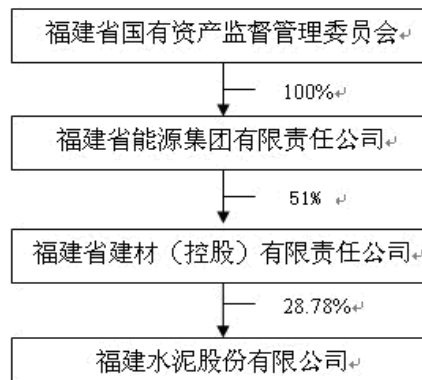 福建省国有资产监督管理委员会
100%
福建省能源集团有限责任公司
51%
福建省建材（控股）有限责任公司
28.78%
福建水泥股份有限公司